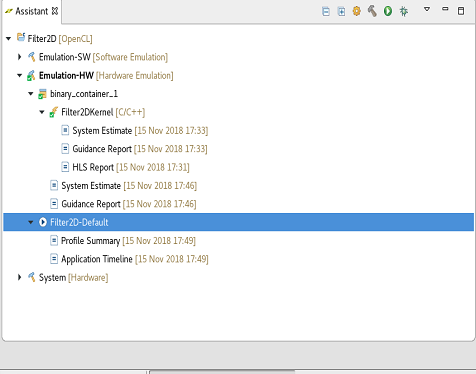 Assistant
Filter2D [OpenCL]
Emulation-SW [Software Emulation]
Emulation-HW [Hardware Emulation]
binary_container_1
Filter2DKernel [C/C++]
System Estimate [15 Nov 2018 17:33]
Guidance Report [15 Nov 2018 17:33]
HLS Report [15 Nov 2018 17:31]
System Estimate [15 Nov 2018 17:46]
Guidance Report [15 Nov 2018 17:46]
Filter2D-Default
Profile Summary [15 Nov 2018 17:49]
Application Timeline [15 Nov 2018 17:49]
System [Hardware]